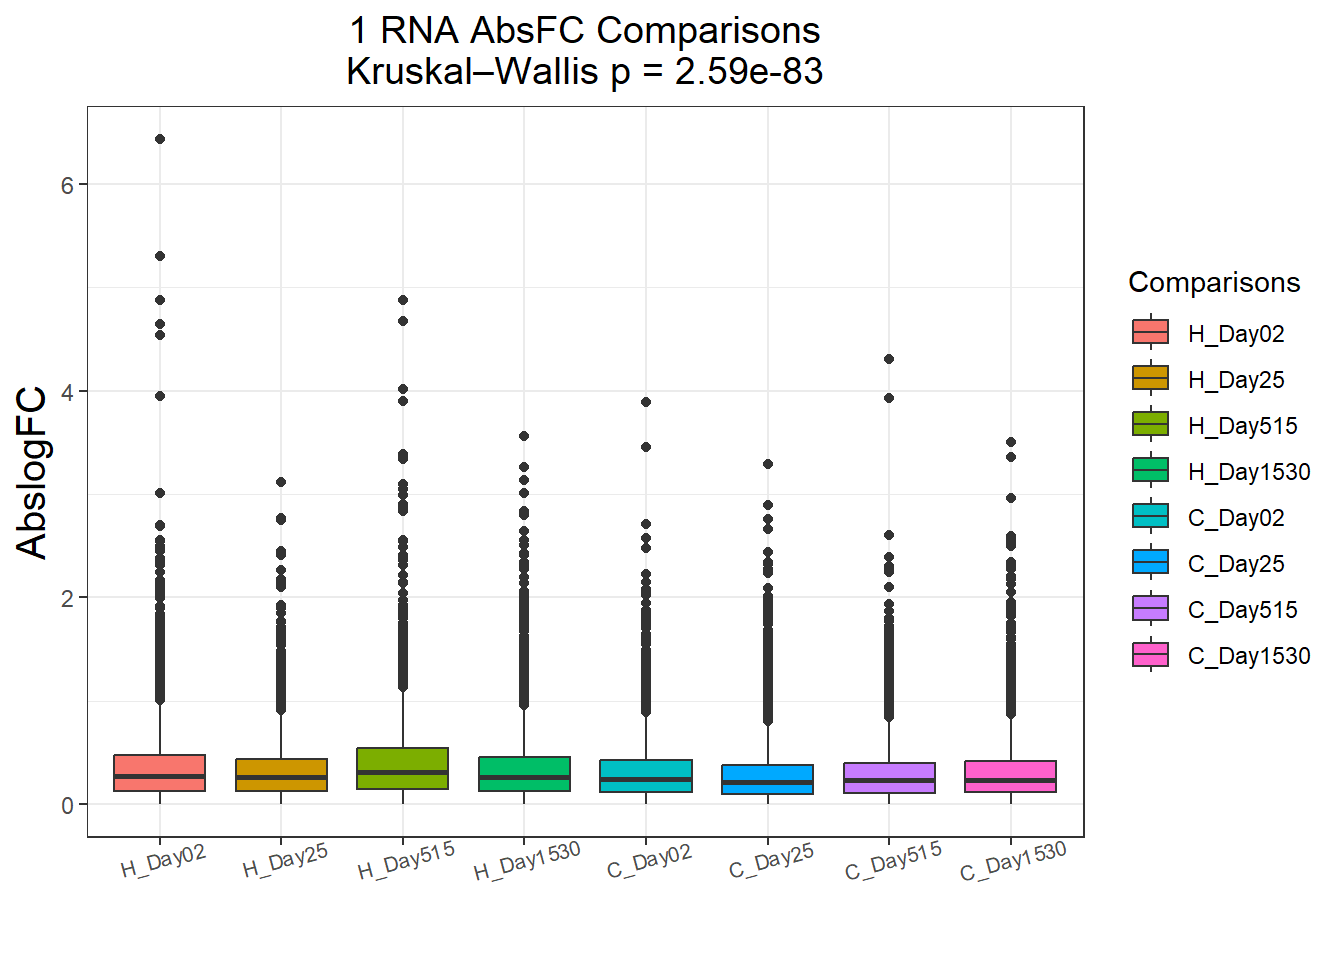 1 RNA AbsFC Comparisons
Kruskal–Wallis p = 2.59e-83
AbslogFC
6
4
2
0
H_Day02
H_Day25
H_Day515
H_Day1530
C_Day02
C_Day25
C_Day515
C_Day1530
Comparisons
H_Day02
H_Day25
H_Day515
H_Day1530
C_Day02
C_Day25
C_Day515
C_Day1530